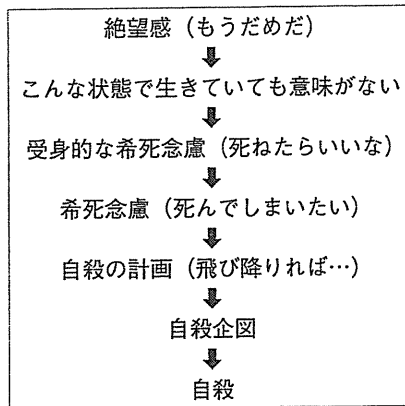 絶望感（もうだめだ）
こんな状態で生きていても意味がない
受身的な希死念慮（死ねたらいいな）
希死念慮（死んでしまいたい）
自殺の計画（飛び降りれば…）
自殺企図
自殺